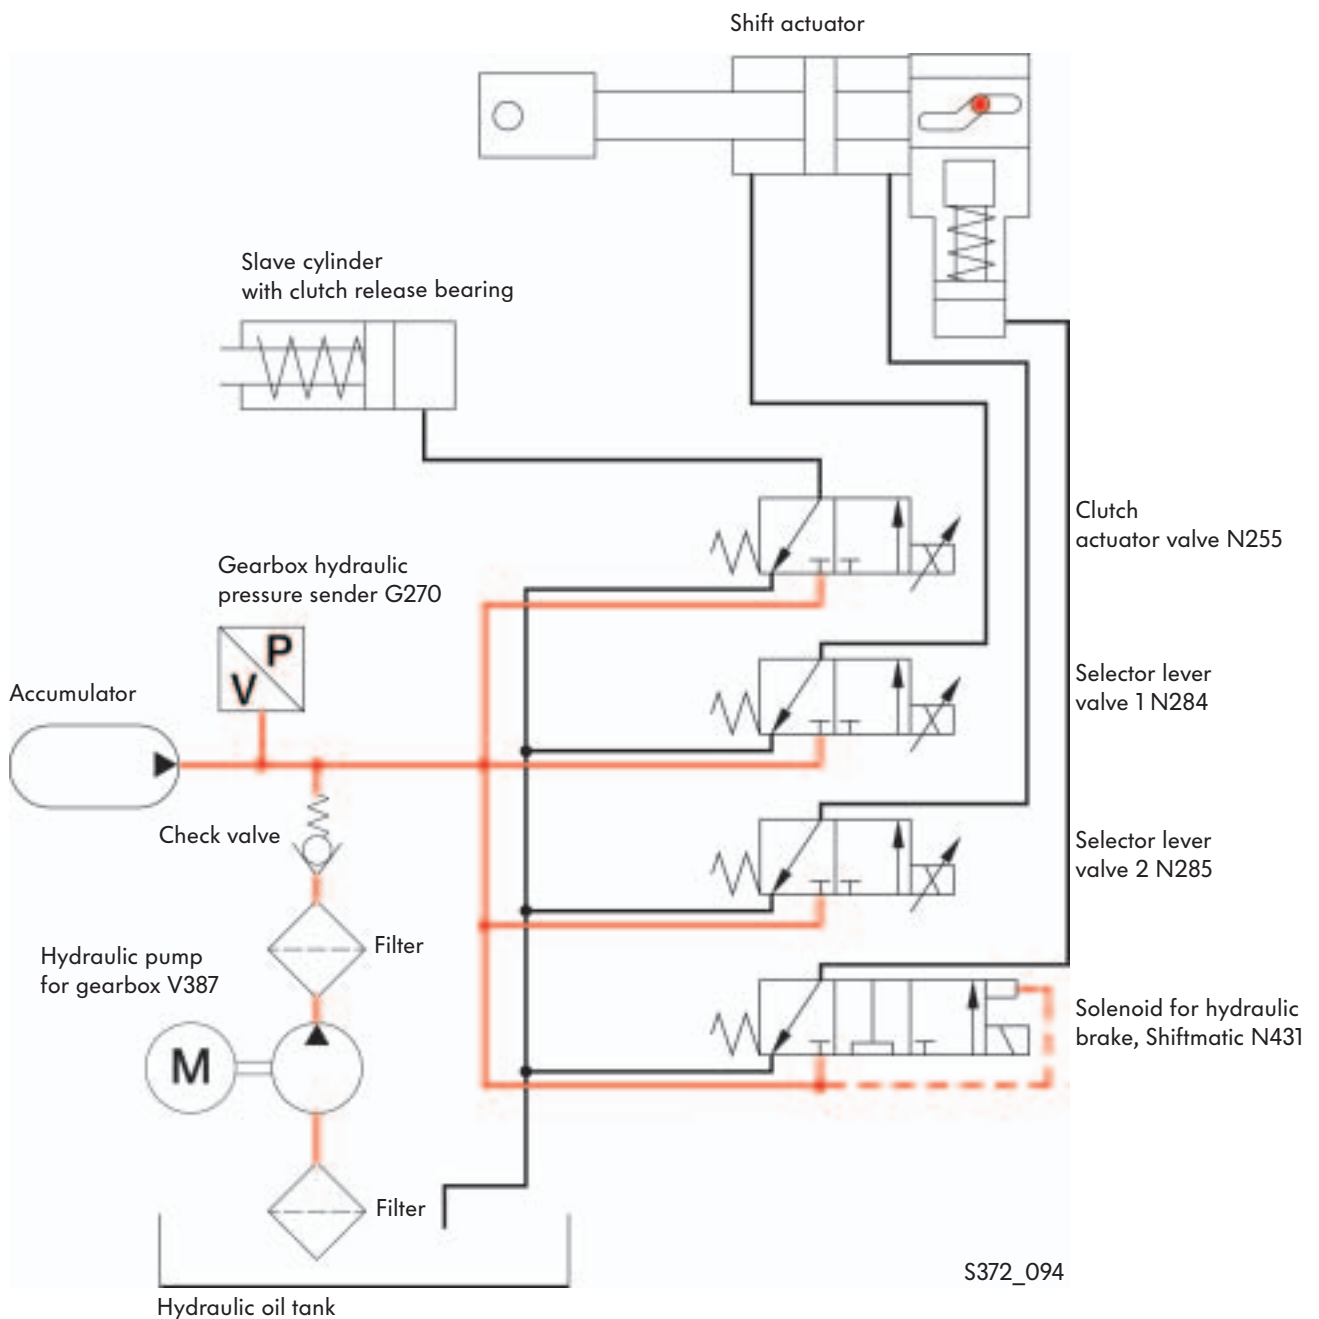 Shift actuator
Slave cylinder
with clutch release bearing
Clutch
actuator valve N255
Gearbox hydraulic
pressure sender G270
P
V
Accumulator
Selector lever
valve 1 N284
Check valve
Selector lever
valve 2 N285
Filter
Hydraulic pump
for gearbox V387
Solenoid for hydraulic
brake, Shiftmatic N431
M
Filter
S372_094
Hydraulic oil tank